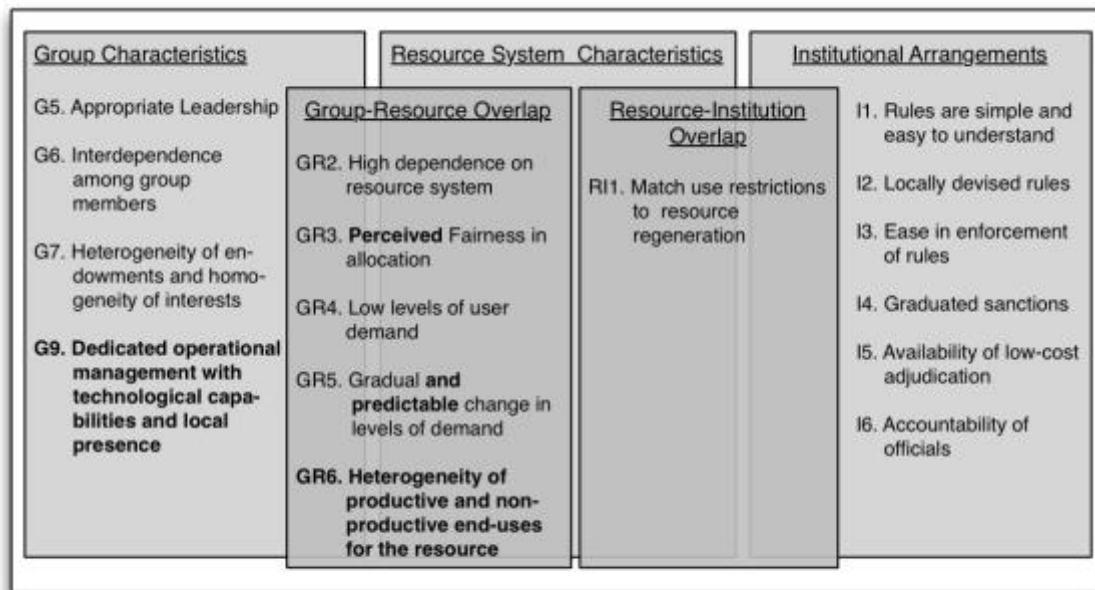 Group Characteristics
G5. Appropriate Leadership
G6. Interdependence
among group
members
G7. Heterogeneity of en-
dowments and homo-
geneity of interests
G9. Dedicated operational
management with
technological capa-
bilities and local
presence
Resource System Characteristics
Group-Resource Overlap
GR2. High dependence on
resource system
GR3. Perceived Fairness in
allocation
GR4. Low levels of user
demand
GR5. Gradual and
predictable change in
levels of demand
GR6. Heterogeneity of
productive and non-
productive end-uses
for the resource
Resource-Institution
Overlap
RI1. Match use restrictions
to resource
regeneration
Institutional Arrangements
I1. Rules are simple and
easy to understand
I2. Locally devised rules
I3. Ease in enforcement
of rules
I4. Graduated sanctions
I5. Availability of low-cost
adjudication
I6. Accountability of
officials